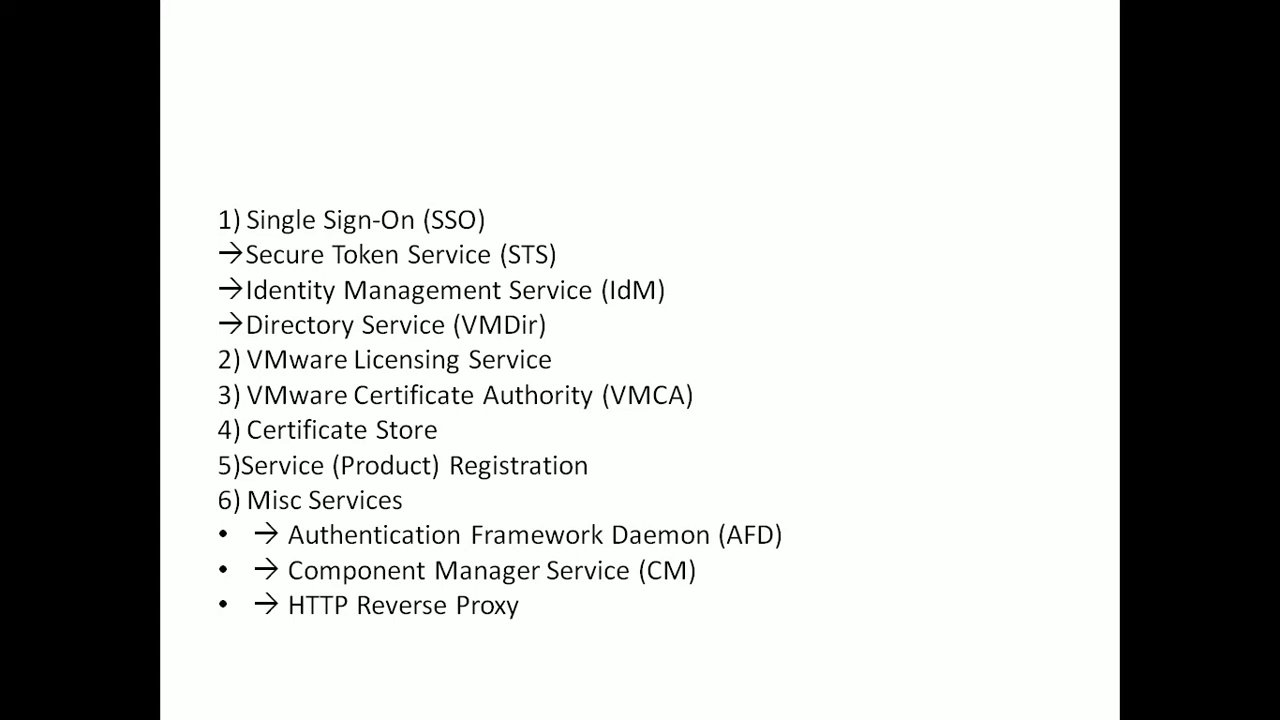 1) Single Sign-On (SSO)
→Secure Token Service (STS)
→Identity Management Service (IdM)
→Directory Service (VMDir)
2) VMware Licensing Service
3) VMware Certificate Authority (VMCA)
4) Certificate Store
5)Service (Product) Registration
6) Misc Services
• → Authentication Framework Daemon (AFD)
• → Component Manager Service (CM)
• → HTTP Reverse Proxy